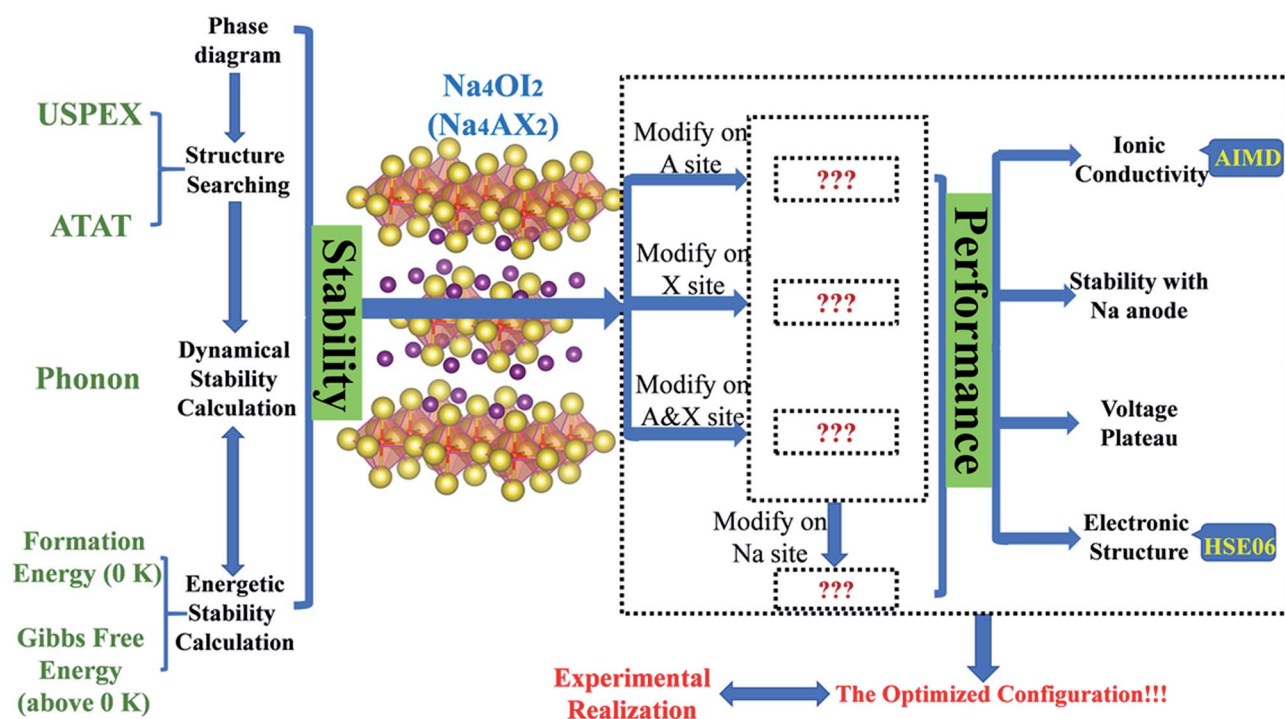 Phase
diagram
USPEX
Structure
Searching
ATAT
Phonon
Dynamical
Stability
Calculation
Formation
Energy (0 K)
Energetic
Stability
Calculation
Gibbs Free
Energy
(above 0 K)
Stability
Na₄OI₂
(Na₄AX₂)
Modify on
A site
???
Modify on
X site
???
Modify on
A&X site
???
Modify on
Na site
???
Performance
Ionic
Conductivity
AIMD
Stability with
Na anode
Voltage
Plateau
Electronic
Structure
HSE06
Experimental
Realization
The Optimized Configuration!!!